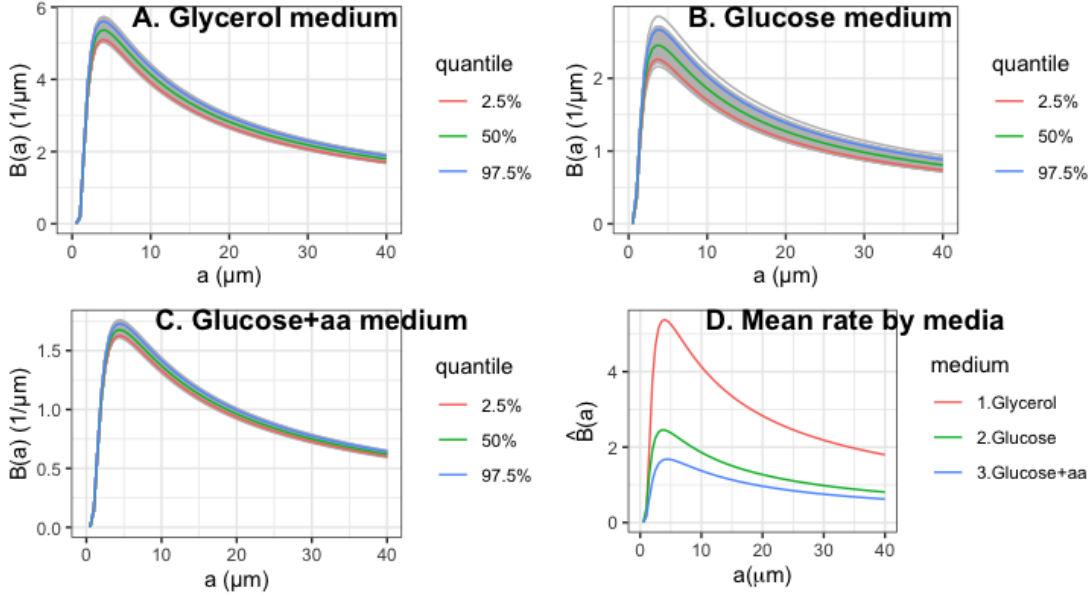 A. Glycerol medium
6
4
2
0
B(a) (1/μm)
0
10
20
30
40
a (μm)
quantile
2.5%
50%
97.5%
B. Glucose medium
2
1
0
B(a) (1/μm)
0
10
20
30
40
a (μm)
quantile
2.5%
50%
97.5%
C. Glucose+aa medium
1.5
1.0
0.5
0.0
B(a) (1/μm)
0
10
20
30
40
a (μm)
quantile
2.5%
50%
97.5%
D. Mean rate by media
4
2
0
B̂(a)
0
10
20
30
40
a(μm)
medium
1.Glycerol
2.Glucose
3.Glucose+aa